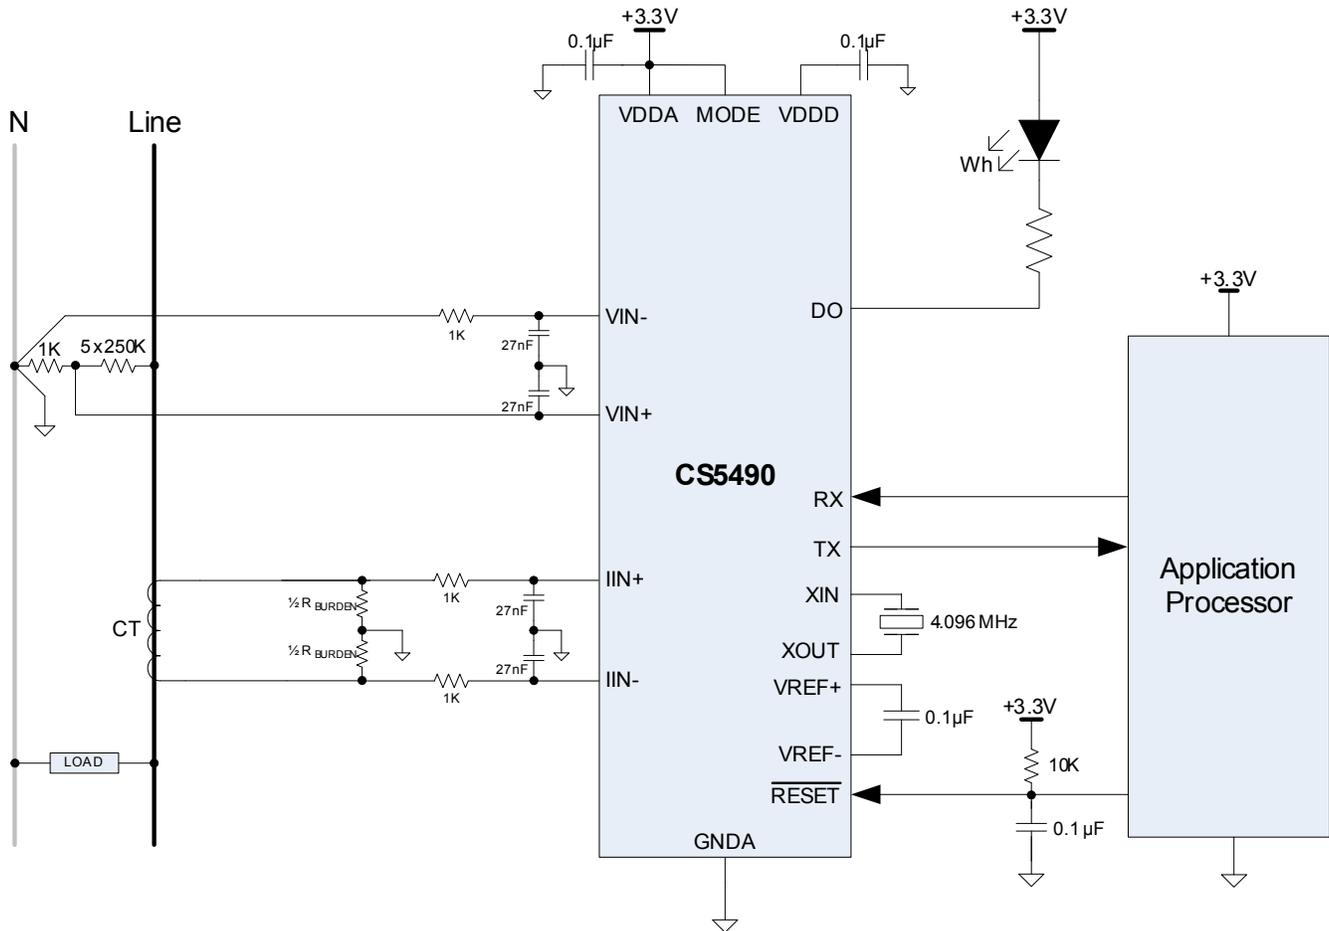 +3.3V
+3.3V
0.1µF
0.1µF
VDDA MODE VDDD
N
Line
Wh
+3.3V
DO
VIN-
1K
27nF
1K
5x250K
27nF
VIN+
CS5490
RX
TX
Application
Processor
IIN+
1K
27nF
½R BURDEN
XIN
4.096 MHz
CT
½R BURDEN
27nF
XOUT
IIN-
1K
VREF+
0.1µF
+3.3V
VREF-
LOAD
10K
RESET
0.1µF
GNDA